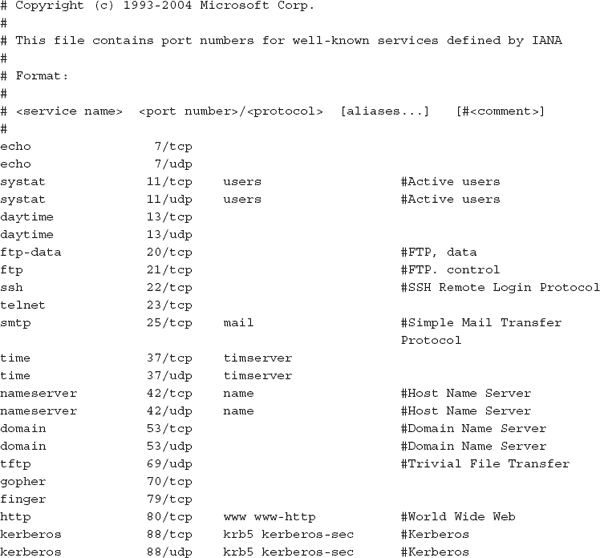 # Copyright (c) 1993-2004 Microsoft Corp.
#
# This file contains port numbers for well-known services defined by IANA
#
# Format:
#
# <service name> <port number>/<protocol> [aliases...] [#<comment>]
#
echo 7/tcp
echo 7/udp
systat 11/tcp users #Active users
systat 11/udp users #Active users
daytime 13/tcp
daytime 13/udp
ftp-data 20/tcp #FTP, data
ftp 21/tcp #FTP. control
ssh 22/tcp #SSH Remote Login Protocol
telnet 23/tcp
smtp 25/tcp mail #Simple Mail Transfer
Protocol
time 37/tcp timserver
time 37/udp timserver
nameserver 42/tcp name #Host Name Server
nameserver 42/udp name #Host Name Server
domain 53/tcp #Domain Name Server
domain 53/udp #Domain Name Server
tftp 69/udp #Trivial File Transfer
gopher 70/tcp
finger 79/tcp
http 80/tcp www www-http #World Wide Web
kerberos 88/tcp krb5 kerberos-sec #Kerberos
kerberos 88/udp krb5 kerberos-sec #Kerberos